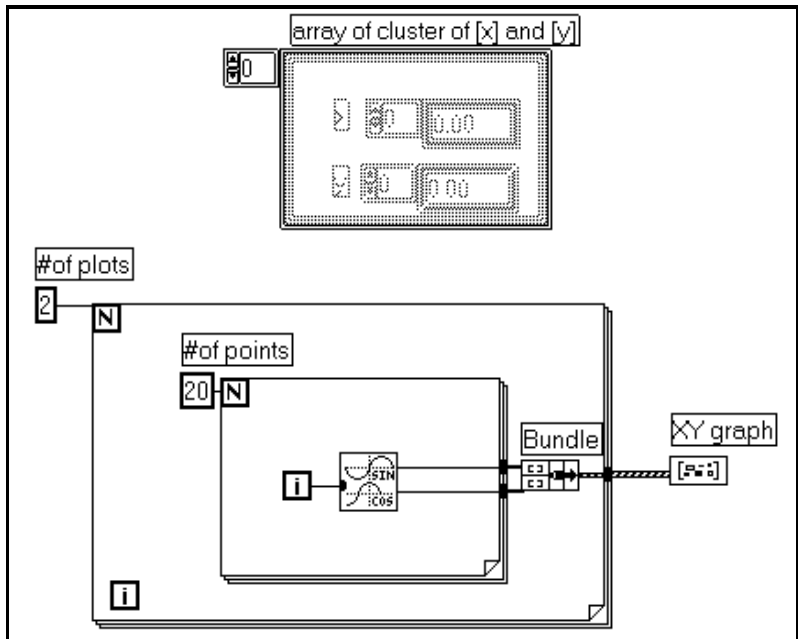 array of cluster of [x] and [y]
0
0 0.00
0 0.00
#of plots
2
N
#of points
20 N
Bundle
XY graph
SIN
i
COS
i